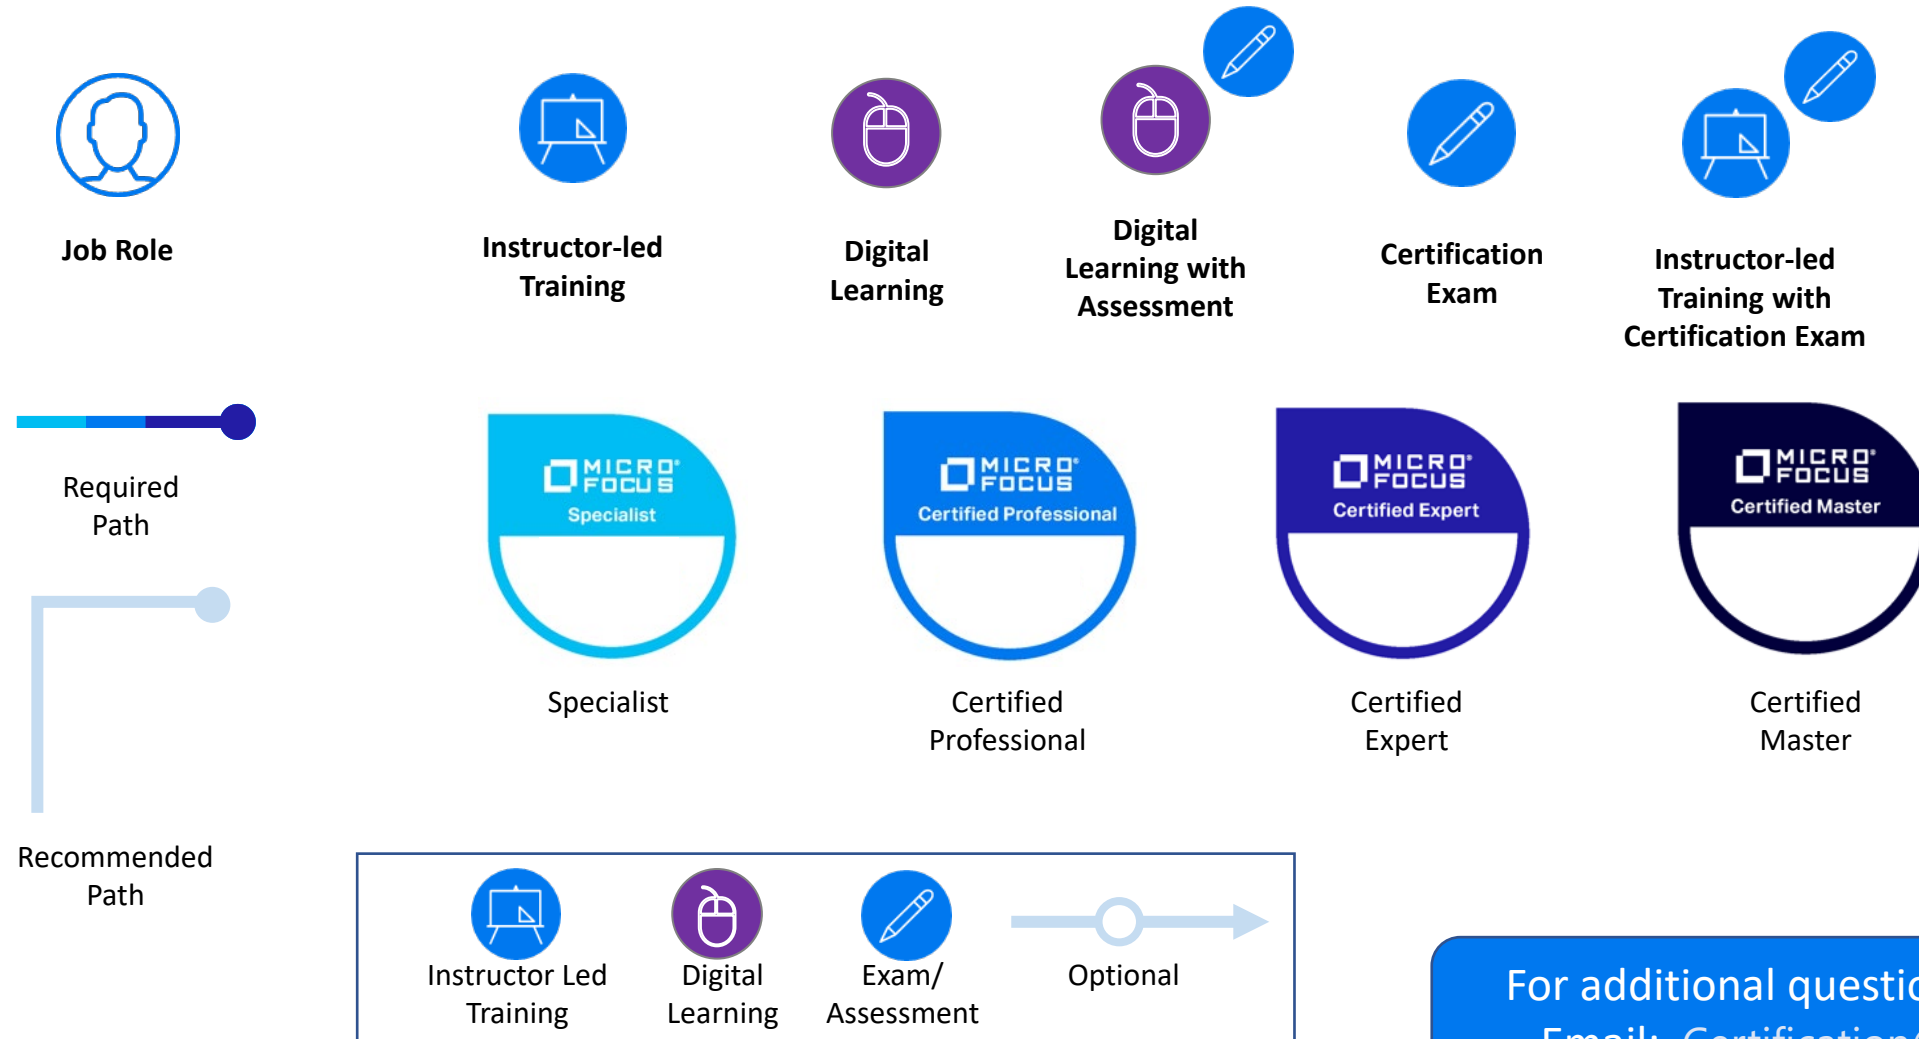 Job Role
Instructor-led
Training
Digital
Learning
Digital
Learning with
Assessment
Certification
Exam
Instructor-led
Training with
Certification Exam
Required
Path
MICRO
FOCUS
Specialist
MICRO
FOCUS
Certified Professional
MICRO
FOCUS
Certified Expert
MICRO
FOCUS
Certified Master
Specialist
Certified
Professional
Certified
Expert
Certified
Master
Recommended
Path
Instructor Led
Training
Digital
Learning
Exam/
Assessment
Optional
For additional
Email: Certification